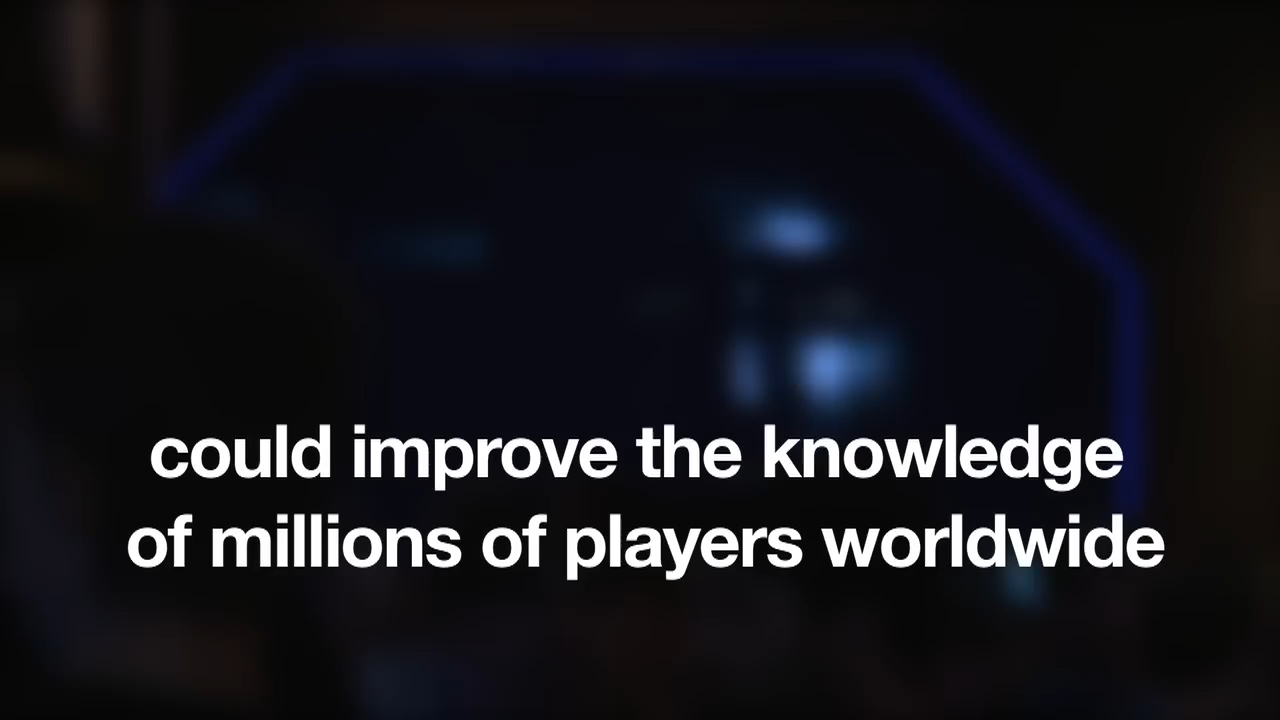 could improve the knowledge
of millions of players worldwide